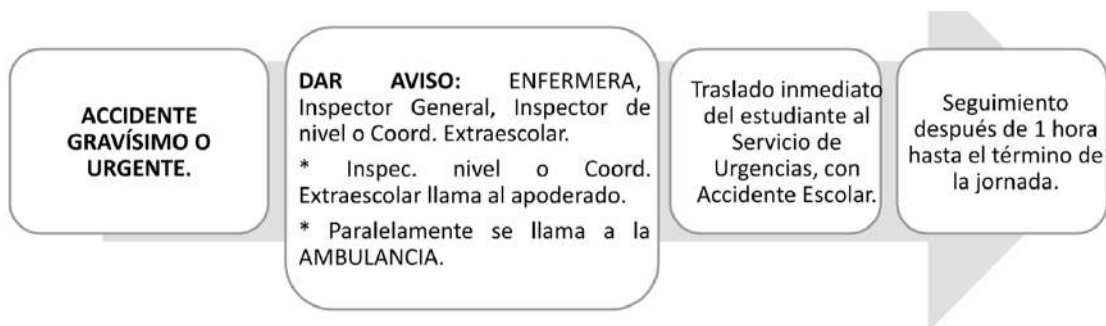 ACCIDENTE
GRAVÍSIMO O
URGENTE.
DAR AVISO: ENFERMERA,
Inspector General, Inspector de
nivel o Coord. Extraescolar.
* Inspec. nivel o Coord.
Extraescolar llama al apoderado.
* Paralelamente se llama a la
AMBULANCIA.
Traslado inmediato
del estudiante al
Servicio de
Urgencias, con
Accidente Escolar.
Seguimiento
después de 1 hora
hasta el término de
la jornada.